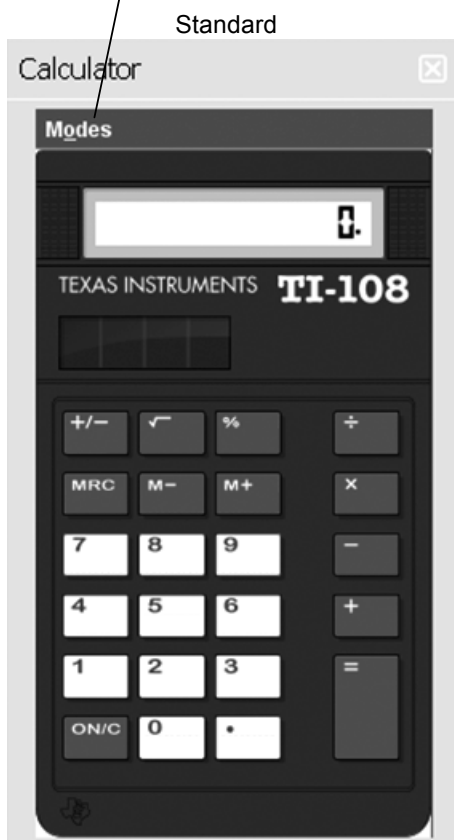 Standard
Calculator
Modes
0.
TEXAS INSTRUMENTS TI-108
+/− √ % ÷
MRC M− M+ ×
7 8 9 −
4 5 6 +
1 2 3 =
ON/C 0 •